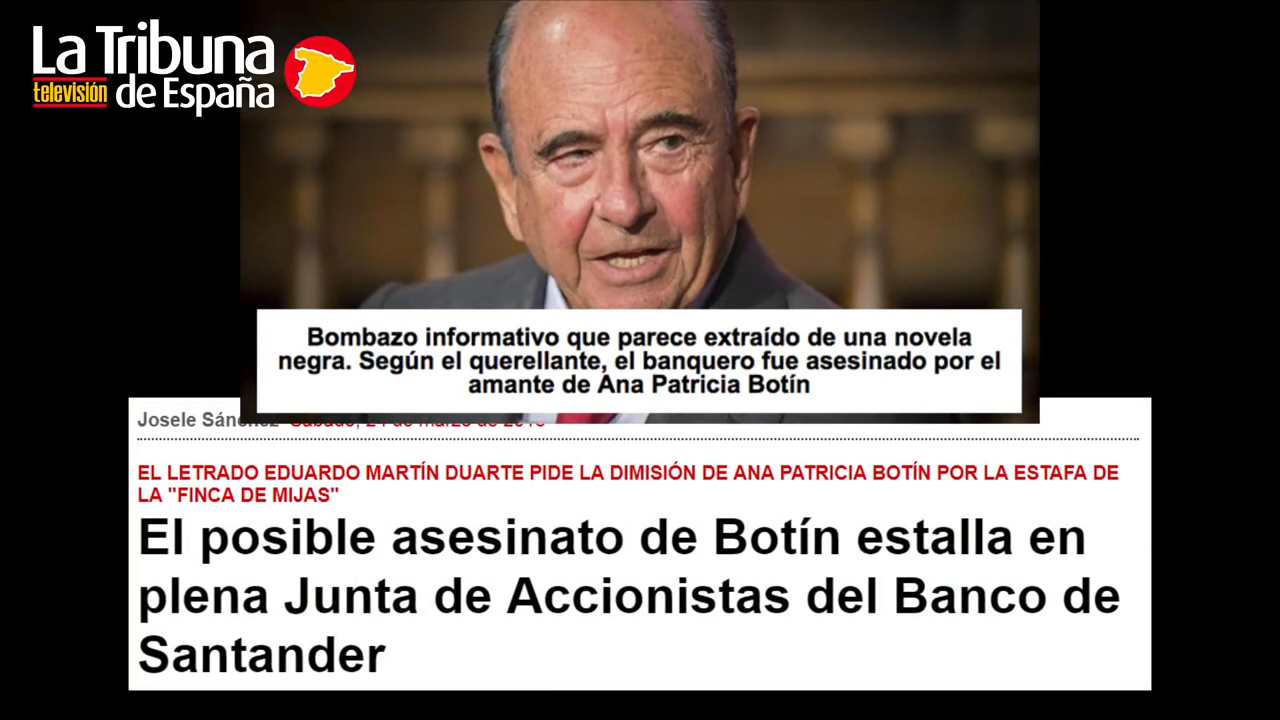 La Tribuna
televisión de España
Bombazo informativo que parece extraído de una novela
negra. Según el querellante, el banquero fue asesinado por el
amante de Ana Patricia Botín
Josele
EL LETRADO EDUARDO MARTÍN DUARTE PIDE LA DIMISIÓN DE ANA PATRICIA BOTÍN POR LA ESTAFA DE
LA "FINCA DE MIJAS"
El posible asesinato de Botín estalla en
plena Junta de Accionistas del Banco de
Santander